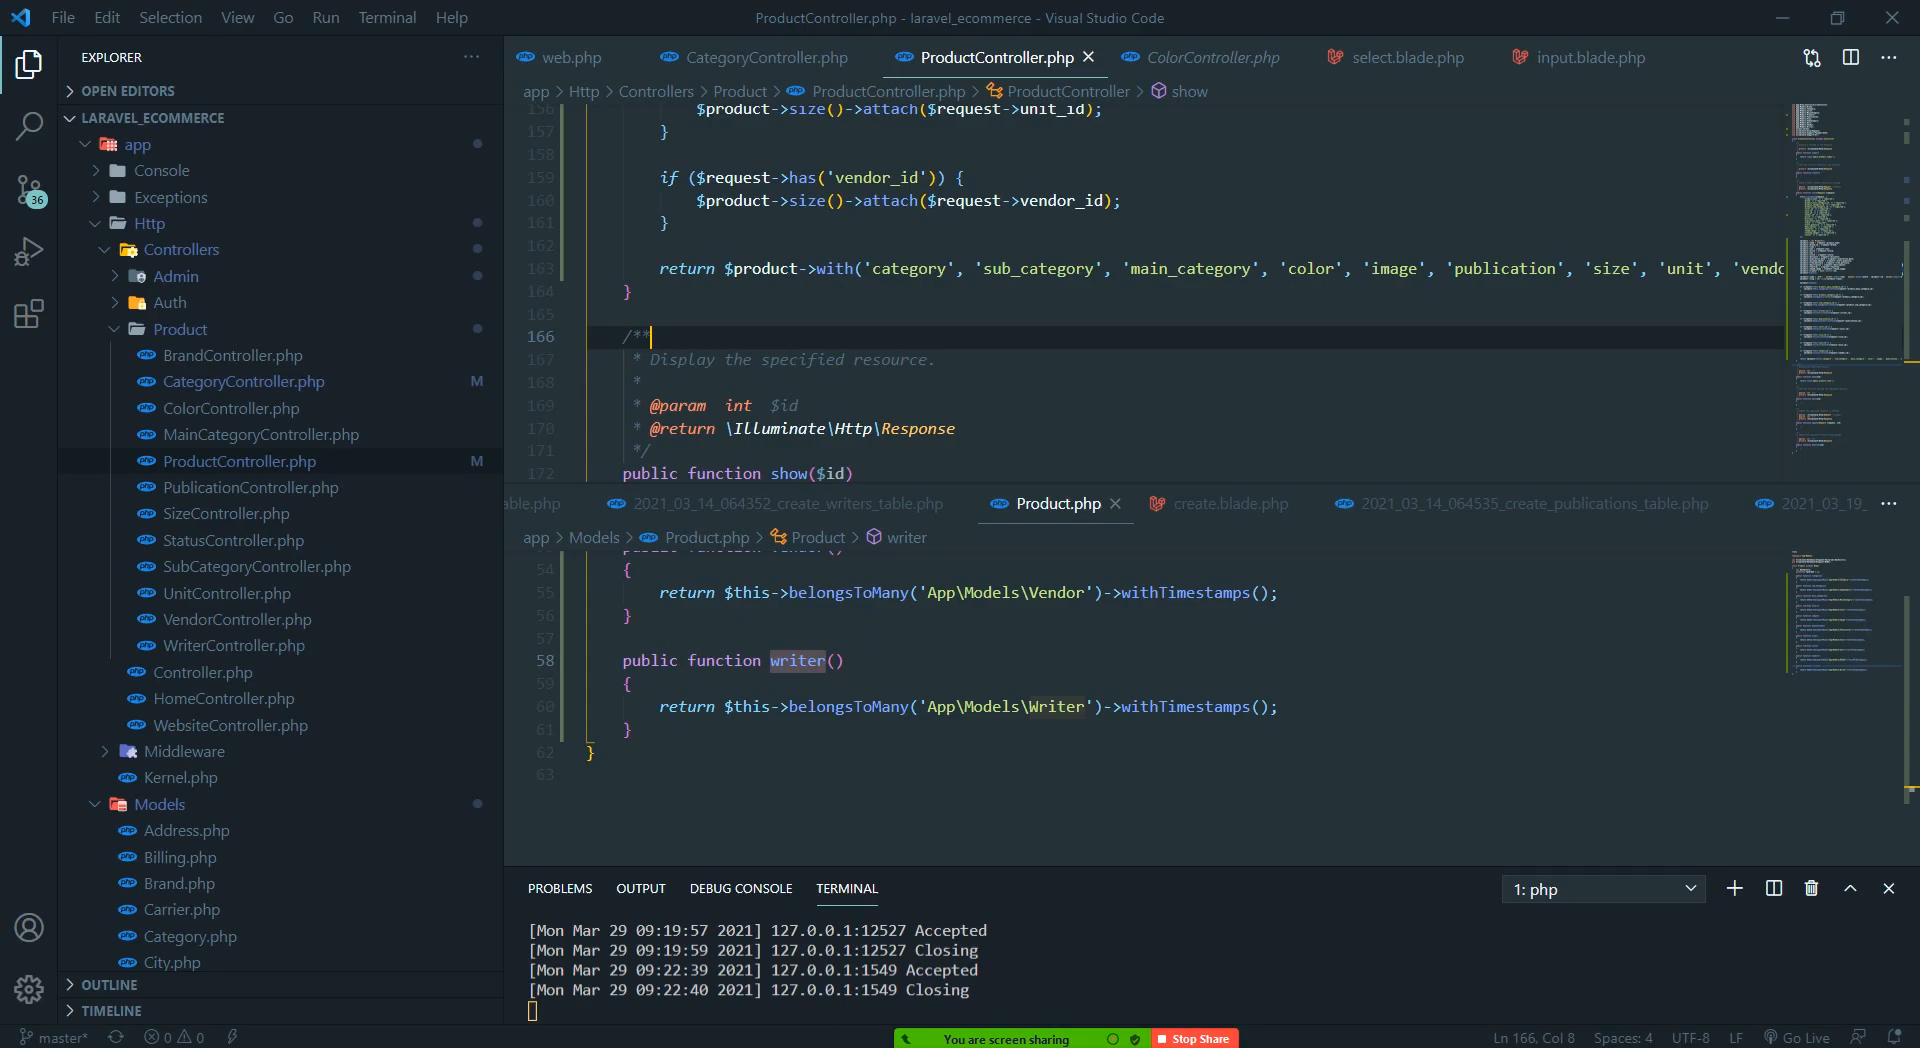 File Edit Selection View Go Run Terminal Help
ProductController.php - laravel_ecommerce - Visual Studio Code
EXPLORER
OPEN EDITORS
LARAVEL_ECOMMERCE
app
Console
Exceptions
Http
Controllers
Admin
Auth
Product
BrandController.php
CategoryController.php M
ColorController.php
MainCategoryController.php
ProductController.php M
PublicationController.php
SizeController.php
StatusController.php
SubCategoryController.php
UnitController.php
VendorController.php
WriterController.php
Controller.php
HomeController.php
WebsiteController.php
Middleware
Kernel.php
Models
Address.php
Billing.php
Brand.php
Carrier.php
Category.php
City.php
OUTLINE
TIMELINE
36
web.php CategoryController.php ProductController.php ColorController.php select.blade.php input.blade.php
app > Http > Controllers > Product > ProductController.php > ProductController > show
156 $product->size()->attach($request->unit_id);
157 }
158
159 if ($request->has('vendor_id')) {
160 $product->size()->attach($request->vendor_id);
161 }
162
163 return $product->with('category', 'sub_category', 'main_category', 'color', 'image', 'publication', 'size', 'unit', 'vendo
164 }
165
166 /**
167 * Display the specified resource.
168 *
169 * @param int $id
170 * @return \Illuminate\Http\Response
171 */
172 public function show($id)
able.php 2021_03_14_064352_create_writers_table.php Product.php create.blade.php 2021_03_14_064535_create_publications_table.php 2021_03_19_
app > Models > Product.php > Product > writer
54 {
55 return $this->belongsToMany('App\Models\Vendor')->withTimestamps();
56 }
57
58 public function writer()
59 {
60 return $this->belongsToMany('App\Models\Writer')->withTimestamps();
61 }
62 }
63
PROBLEMS OUTPUT DEBUG CONSOLE TERMINAL
1: php
[Mon Mar 29 09:19:57 2021] 127.0.0.1:12527 Accepted
[Mon Mar 29 09:19:59 2021] 127.0.0.1:12527 Closing
[Mon Mar 29 09:22:39 2021] 127.0.0.1:1549 Accepted
[Mon Mar 29 09:22:40 2021] 127.0.0.1:1549 Closing
master* 0 0
You are screen sharing Stop Share
Ln 166, Col 8 Spaces: 4 UTF-8 LF PHP Go Live